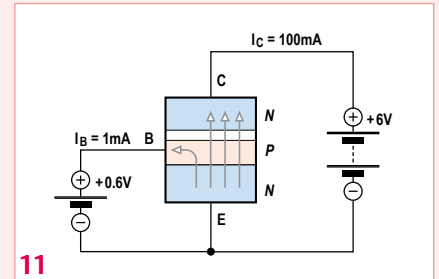 I_C = 100mA
C
N
+ +6V
I_B = 1mA B
P
+ +0.6V
N
−
−
E
11